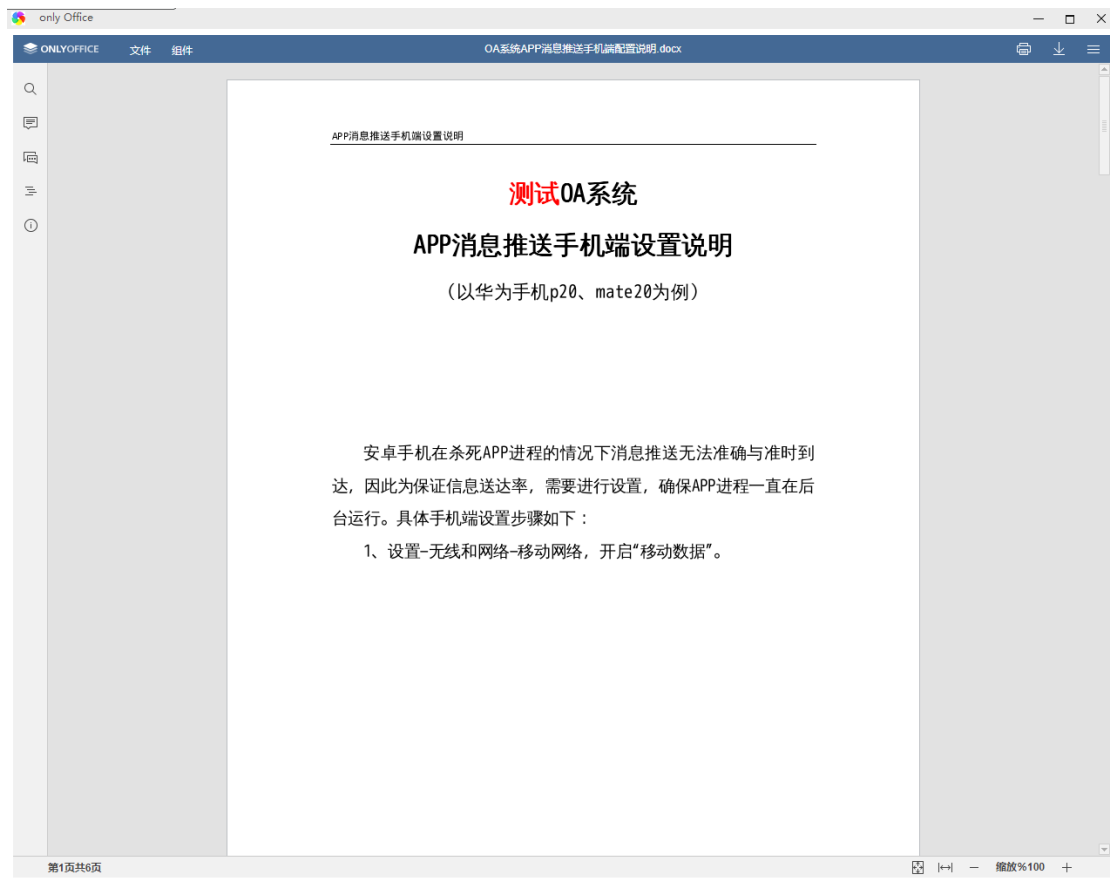 only Office
ONLYOFFICE 文件 组件 OA系统APP消息推送手机端配置说明.docx
APP消息推送手机端设置说明
测试OA系统
APP消息推送手机端设置说明
（以华为手机p20、mate20为例）
安卓手机在杀死APP进程的情况下消息推送无法准确与准时到
达，因此为保证信息送达率，需要进行设置，确保APP进程一直在后
台运行。具体手机端设置步骤如下：
1、设置–无线和网络–移动网络，开启“移动数据”。
第1页共6页 缩放%100